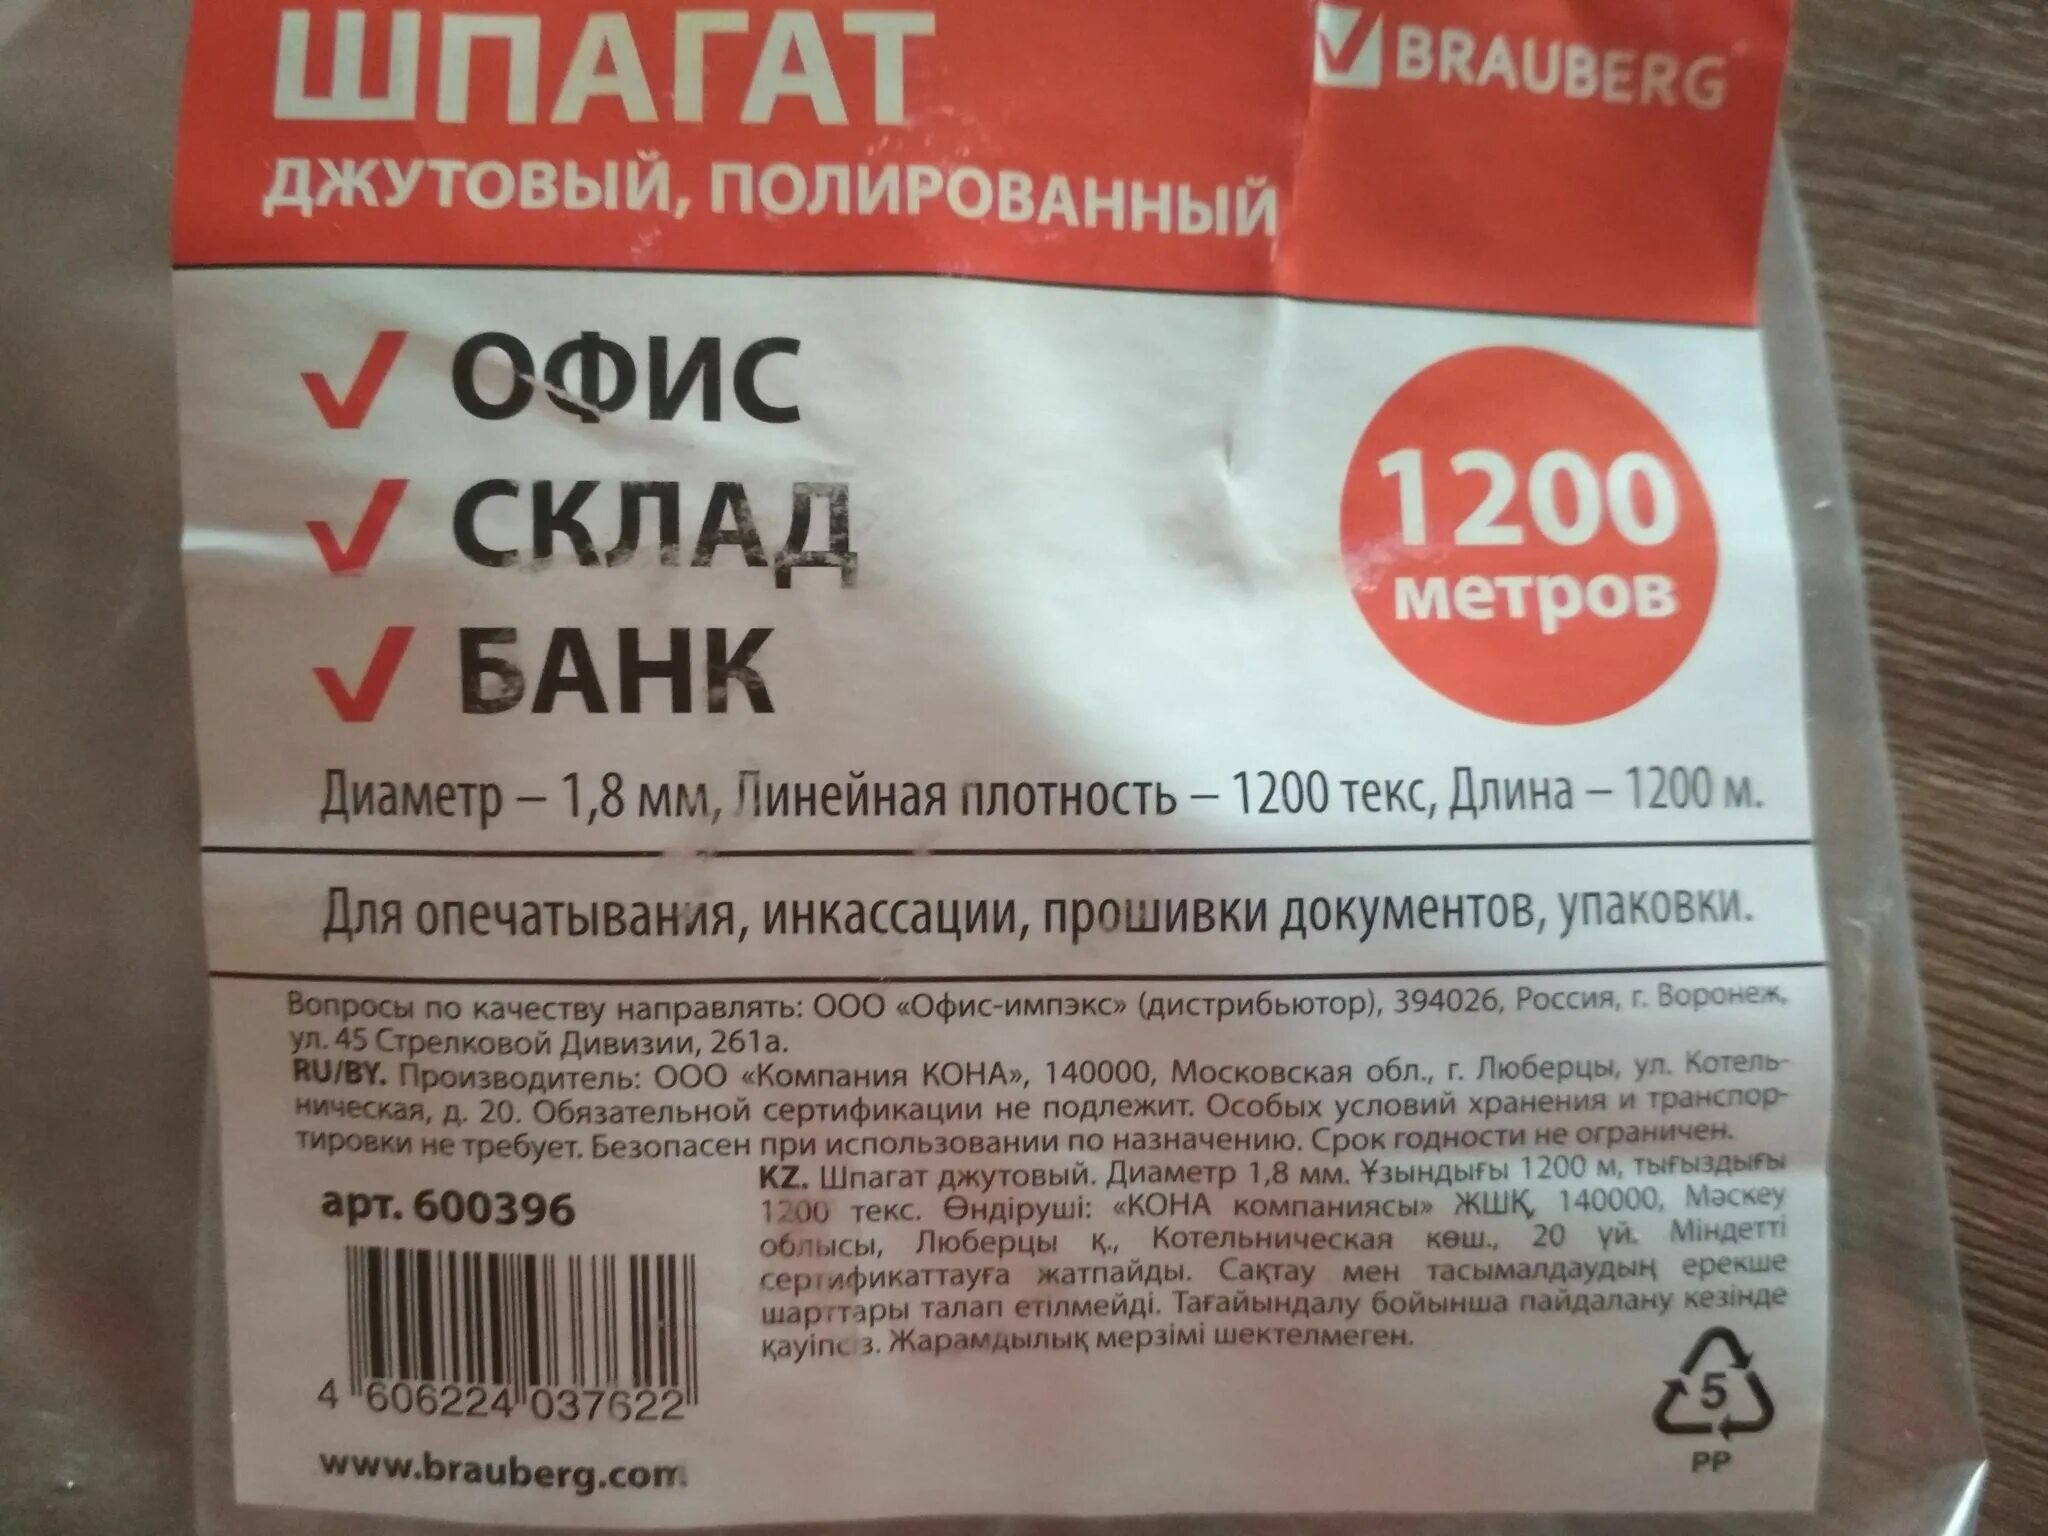 ШПАГАТ
BRAUBERG
ДЖУТОВЫЙ, ПОЛИРОВАННЫЙ
ОФИС
СКЛАД
БАНК
1200
метров
Диаметр – 1,8 мм, Линейная плотность – 1200 текс, Длина – 1200 м.
Для опечатывания, инкассации, прошивки документов, упаковки.
Вопросы по качеству направлять: ООО «Офис-импэкс» (дистрибьютор), 394026, Россия, г. Воронеж,
ул. 45 Стрелковой Дивизии, 261а.
RU/BY. Производитель: ООО «Компания КОНА», 140000, Московская обл., г. Люберцы, ул. Котель-
ническая, д. 20. Обязательной сертификации не подлежит. Особых условий хранения и транспор-
тировки не требует. Безопасен при использовании по назначению. Срок годности не ограничен.
KZ. Шпагат джутовый. Диаметр 1,8 мм. Ұзындығы 1200 м, тығыздығы
1200 текс. Өндіруші: «КОНА компаниясы» ЖШҚ, 140000, Мәскеу
облысы, Люберцы қ., Котельническая көш., 20 үй. Міндетті
сертификаттауға жатпайды. Сақтау мен тасымалдаудың ерекше
шарттары талап етілмейді. Тағайындалу бойынша пайдалану кезінде
қауіпсіз. Жарамдылық мерзімі шектелмеген.
арт. 600396
4 606224 037622
www.brauberg.com
5
PP